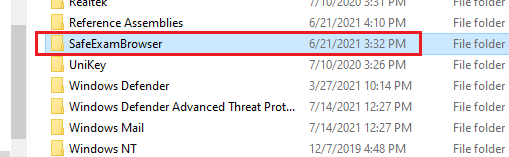 Realtek 7/10/2020 3:31 PM File folder
Reference Assemblies 6/21/2021 4:10 PM File folder
SafeExamBrowser 6/21/2021 3:32 PM File folder
UniKey 7/10/2020 3:26 PM File folder
Windows Defender 3/27/2021 10:14 PM File folder
Windows Defender Advanced Threat Prot... 7/14/2021 12:27 PM File folder
Windows Mail 7/14/2021 12:27 PM File folder
Windows NT 12/7/2019 4:48 PM File folder